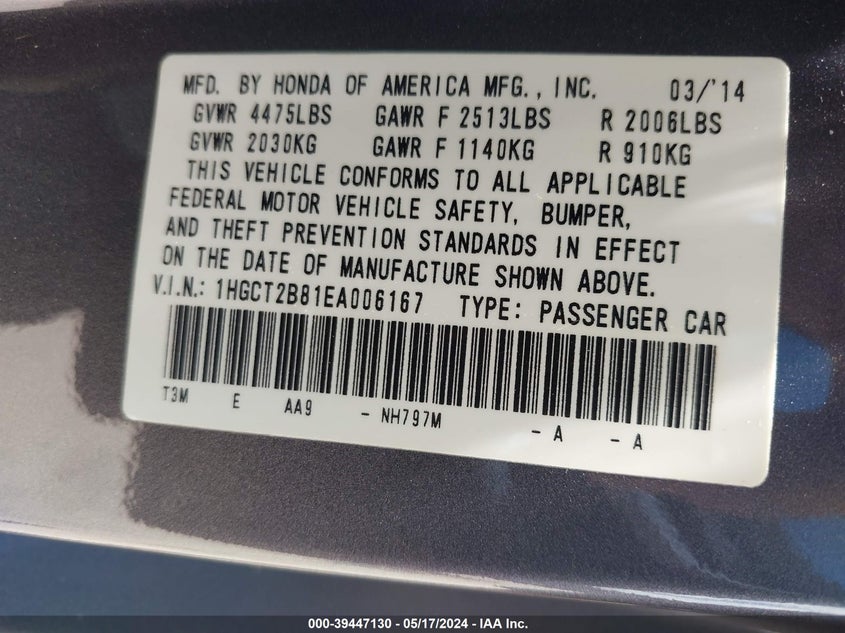 MFD. BY HONDA OF AMERICA MFG., INC. 03/'14
GVWR 4475LBS GAWR F 2513LBS R 2006LBS
GVWR 2030KG GAWR F 1140KG R 910KG
THIS VEHICLE CONFORMS TO ALL APPLICABLE
FEDERAL MOTOR VEHICLE SAFETY, BUMPER,
AND THEFT PREVENTION STANDARDS IN EFFECT
ON THE DATE OF MANUFACTURE SHOWN ABOVE.
V.I.N.: 1HGCT2B81EA006167 TYPE: PASSENGER CAR
T3M E AA9 - NH797M - A - A
000-39447130 - 05/17/2024 - IAA Inc.